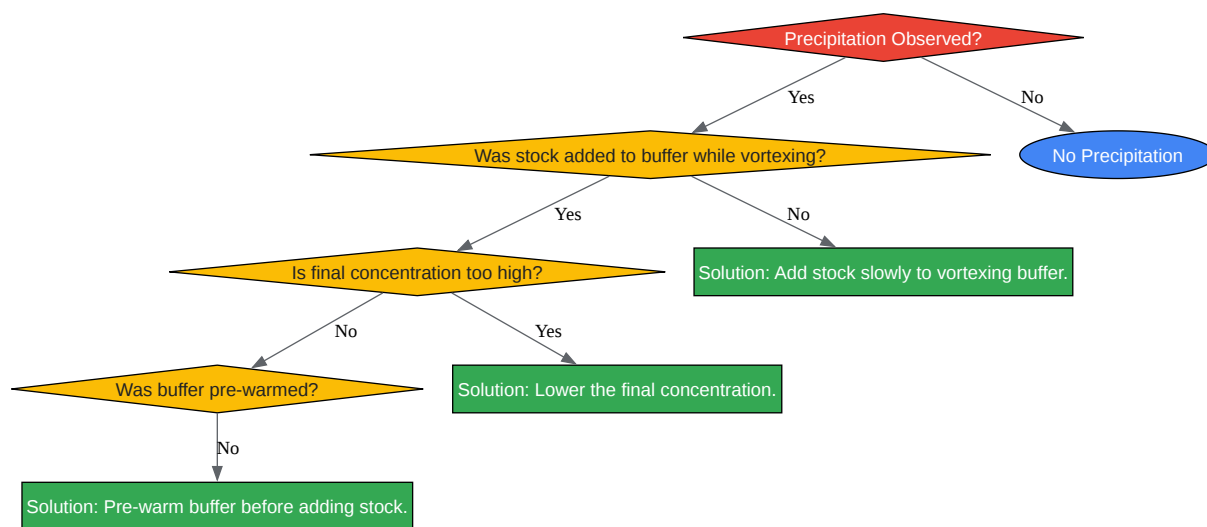 Precipitation Observed?
Yes
No
Was stock added to buffer while vortexing?
No Precipitation
Yes
No
Is final concentration too high?
Solution: Add stock slowly to vortexing buffer.
No
Yes
Was buffer pre-warmed?
Solution: Lower the final concentration.
No
Solution: Pre-warm buffer before adding stock.